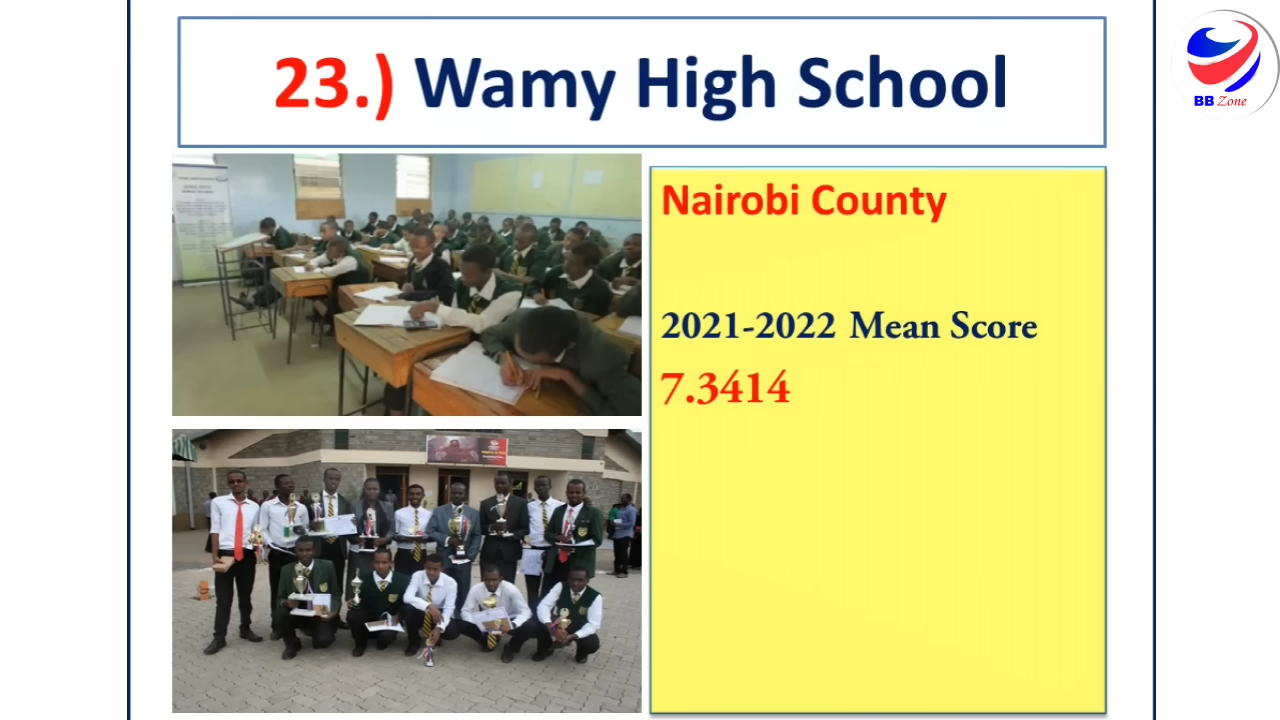 23.) Wamy High School
BB Zone
Nairobi County
2021-2022 Mean Score
7.3414